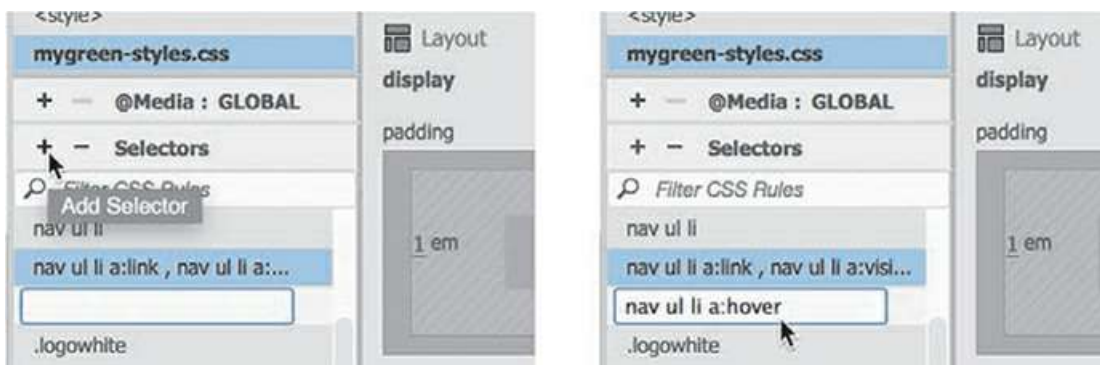 <style>
mygreen-styles.css
+ − @Media : GLOBAL
+ − Selectors
Filter CSS Rules
Add Selector
nav ul li
nav ul li a:link , nav ul li a:...
.logowhite
Layout
display
padding
1 em
<style>
mygreen-styles.css
+ − @Media : GLOBAL
+ − Selectors
Filter CSS Rules
nav ul li
nav ul li a:link , nav ul li a:visi...
nav ul li a:hover
.logowhite
Layout
display
padding
1 em